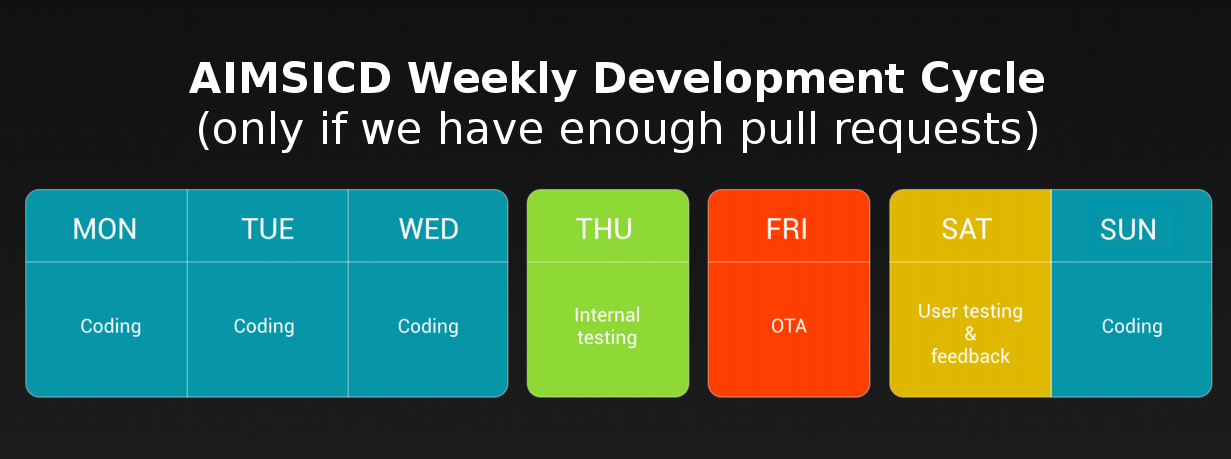 AIMSICD Weekly Development Cycle
(only if we have enough pull requests)
MON
TUE
WED
THU
FRI
SAT
SUN
Coding
Coding
Coding
Internal
testing
OTA
User testing
&
feedback
Coding